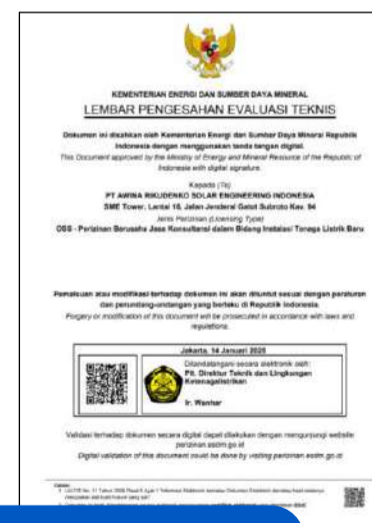 KEMENTERIAN ENERGI DAN SUMBER DAYA MINERAL
LEMBAR PENGESAHAN EVALUASI TEKNIS
Dokumen ini disahkan oleh Kementerian Energi dan Sumber Daya Mineral Republik
Indonesia dengan menggunakan tanda tangan digital.
This Document approved by the Ministry of Energy and Mineral Resource of the Republic of
Indonesia with digital signature.
Kepada (To)
PT AWINA RIKUDENKO SOLAR ENGINEERING INDONESIA
SME Tower, Lantai 10, Jalan Jenderal Gatot Subroto Kav. 94
Jenis Perizinan (Licensing Type)
OSS - Perizinan Berusaha Jasa Konsultansi dalam Bidang Instalasi Tenaga Listrik Baru
Pemalsuan atau modifikasi terhadap dokumen ini akan dituntut sesuai dengan peraturan
dan perundang-undangan yang berlaku di Republik Indonesia.
Forgery or modification of this document will be prosecuted in accordance with laws and
regulations.
Jakarta, 14 Januari 2025
Ditandatangani secara elektronik oleh:
Plt. Direktur Teknik dan Lingkungan
Ketenagalistrikan
Ir. Wanhar
Validasi terhadap dokumen secara digital dapat dilakukan dengan mengunjungi website
perizinan.esdm.go.id
Digital validation of this document could be done by visiting perizinan.esdm.go.id